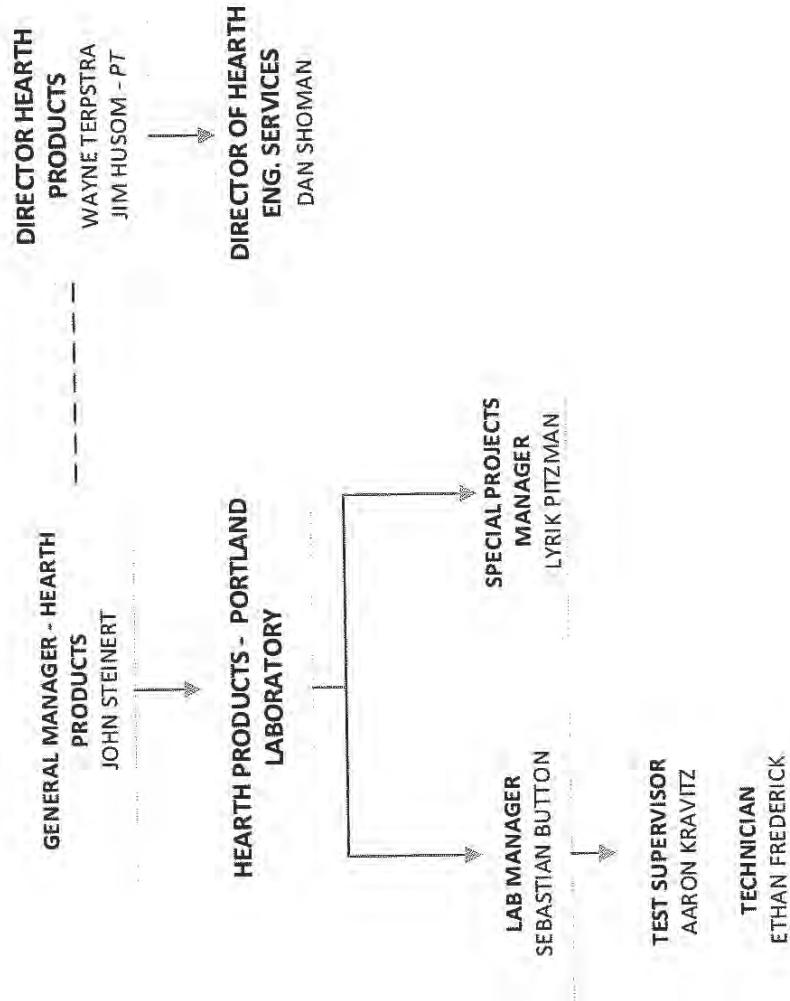 GENERAL MANAGER - HEARTH
PRODUCTS
JOHN STEINERT
DIRECTOR HEARTH
PRODUCTS
WAYNE TERPSTRA
JIM HUSOM - PT
HEARTH PRODUCTS - PORTLAND
LABORATORY
DIRECTOR OF HEARTH
ENG. SERVICES
DAN SHOMAN
LAB MANAGER
SEBASTIAN BUTTON
SPECIAL PROJECTS
MANAGER
LYRIK PITZMAN
TEST SUPERVISOR
AARON KRAVITZ
TECHNICIAN
ETHAN FREDERICK